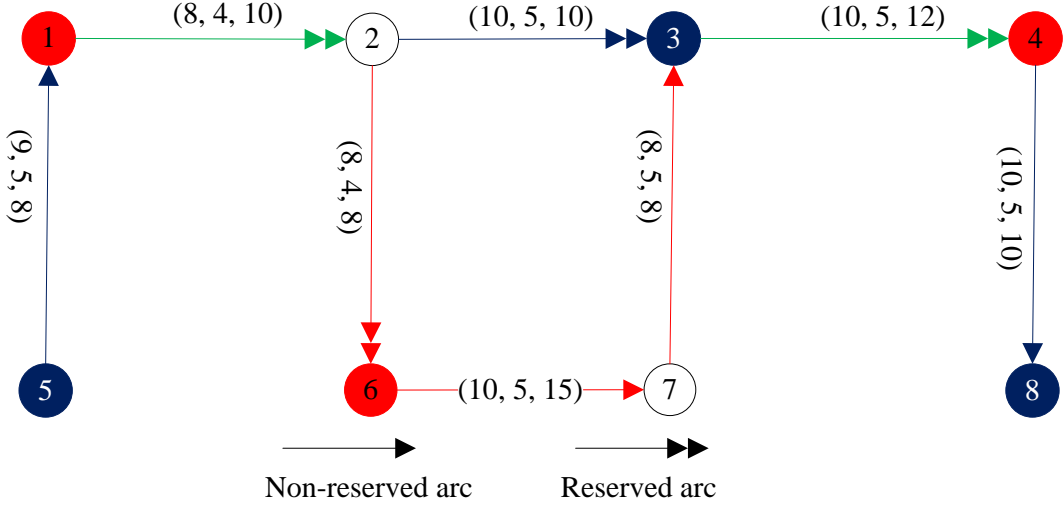 (8, 4, 10)
(10, 5, 10)
(10, 5, 12)
1
2
3
4
(9, 5, 8)
(8, 4, 8)
(8, 5, 8)
(10, 5, 10)
5
6
(10, 5, 15)
7
8
Non-reserved arc
Reserved arc